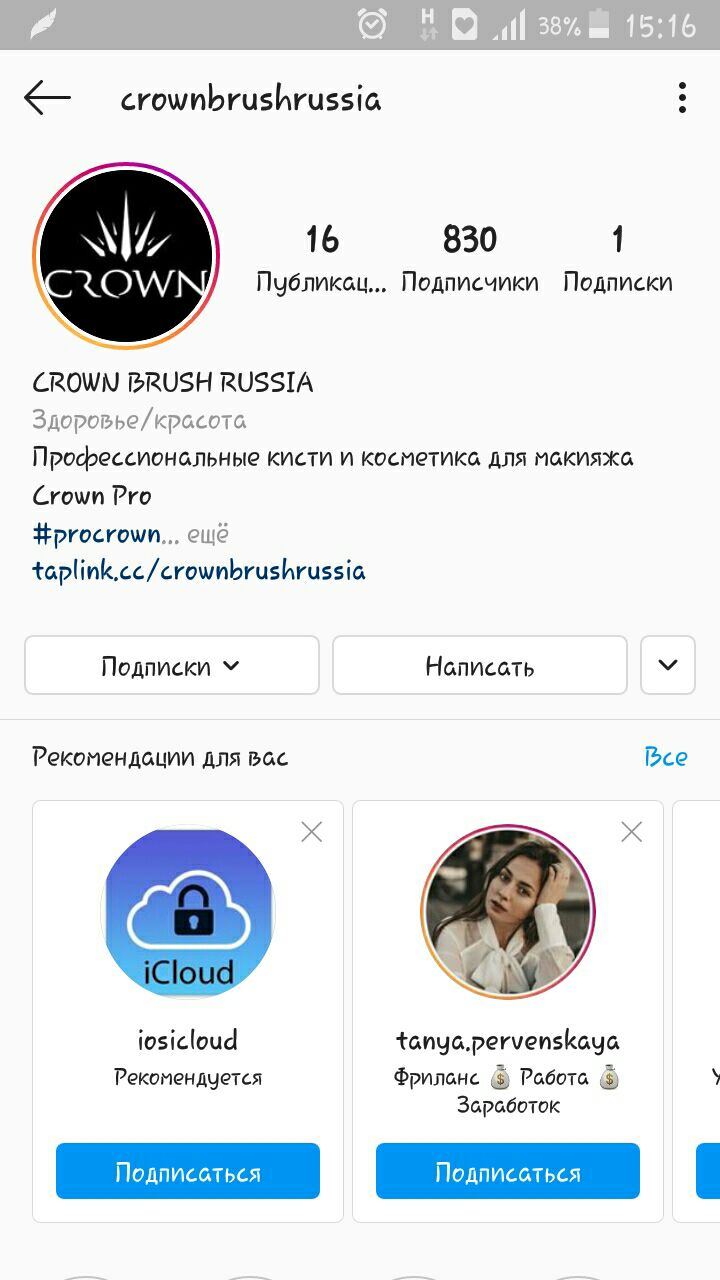 H 38% 15:16
crownbrushrussia
CROWN
16 830 1
Публикац... Подписчики Подписки
CROWN BRUSH RUSSIA
Здоровье/красота
Профессиональные кисти и косметика для макияжа
Crown Pro
#procrown... ещё
taplink.cc/crownbrushrussia
Подписки Написать
Рекомендации для вас Все
iCloud
iosicloud tanya.pervenskaya
Рекомендуется Фриланс 💰 Работа 💰
Заработок
Подписаться Подписаться